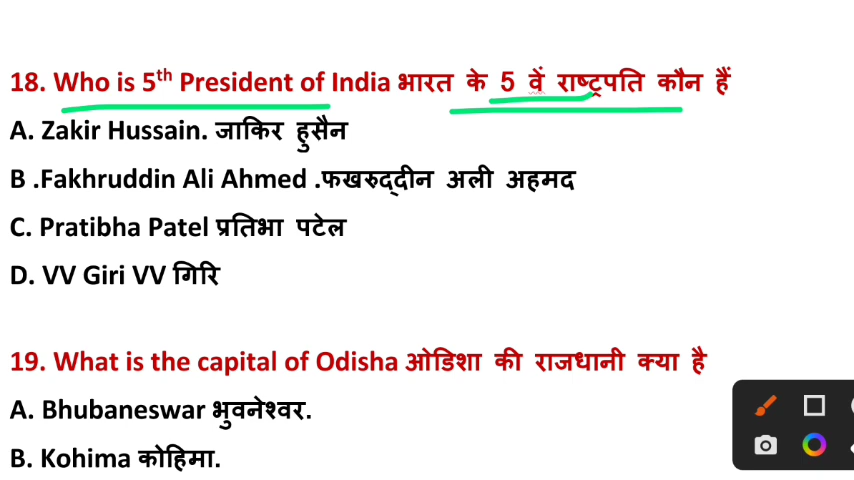 18. Who is 5th President of India भारत के 5 वें राष्ट्रपति कौन हैं
A. Zakir Hussain. जाकिर हुसैन
B .Fakhruddin Ali Ahmed .फखरुद्दीन अली अहमद
C. Pratibha Patel प्रतिभा पटेल
D. VV Giri VV गिरि
19. What is the capital of Odisha ओडिशा की राजधानी क्या है
A. Bhubaneswar भुवनेश्वर.
B. Kohima कोहिमा.